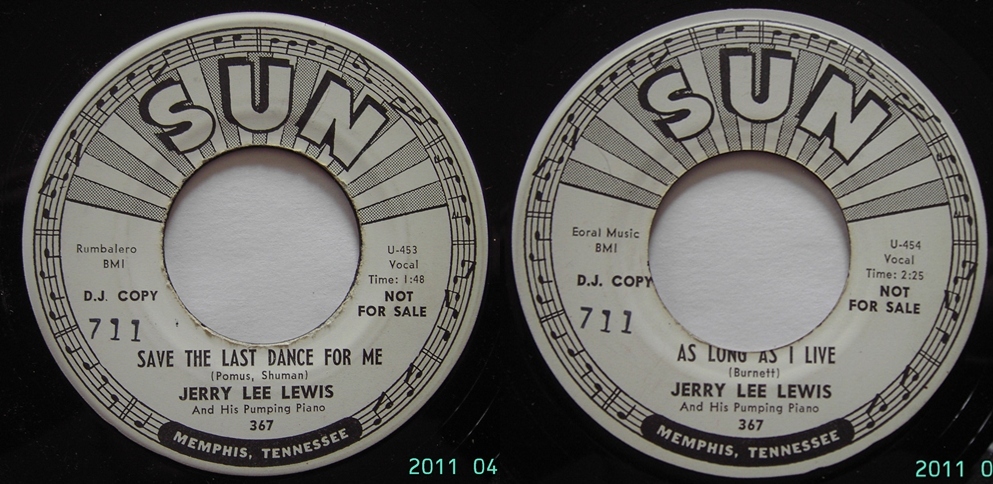 SUN
Rumbalero
BMI
U-453
Vocal
Time: 1:48
D.J. COPY
NOT
FOR SALE
711
SAVE THE LAST DANCE FOR ME
(Pomus, Shuman)
JERRY LEE LEWIS
And His Pumping Piano
367
MEMPHIS, TENNESSEE
2011 04
SUN
Eoral Music
BMI
U-454
Vocal
Time: 2:25
D.J. COPY
NOT
FOR SALE
711
AS LONG AS I LIVE
(Burnett)
JERRY LEE LEWIS
And His Pumping Piano
367
MEMPHIS, TENNESSEE
2011 0